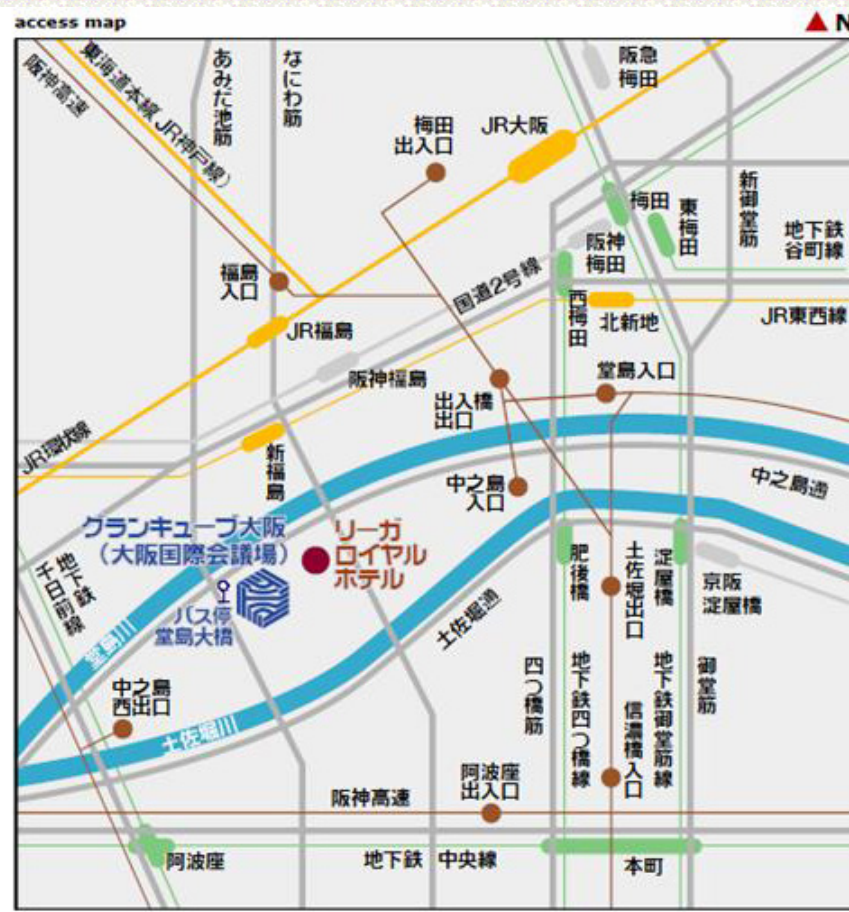 access map
N
阪神高速
東海道本線 JR神戸線）
あみだ池筋
なにわ筋
梅田
出入口
JR大阪
阪急
梅田
梅田
東梅田
新御堂筋
地下鉄
谷町線
阪神
梅田
福島
入口
国道2号線
西梅田
北新地
JR東西線
JR福島
阪神福島
堂島入口
出入橋
出口
JR環状線
新福島
中之島
入口
中之島通
クランキューブ大阪
（大阪国際会議場）
リーガ
ロイヤル
ホテル
地下鉄
千日前線
バス停
堂島大橋
堂島川
土佐堀通
肥後橋
土佐堀出口
淀屋橋
京阪
淀屋橋
中之島
西出口
土佐堀川
四つ橋筋
地下鉄四つ橋線
信濃橋入口
地下鉄御堂筋線
御堂筋
阪神高速
阿波座
出入口
阿波座
地下鉄 中央線
本町